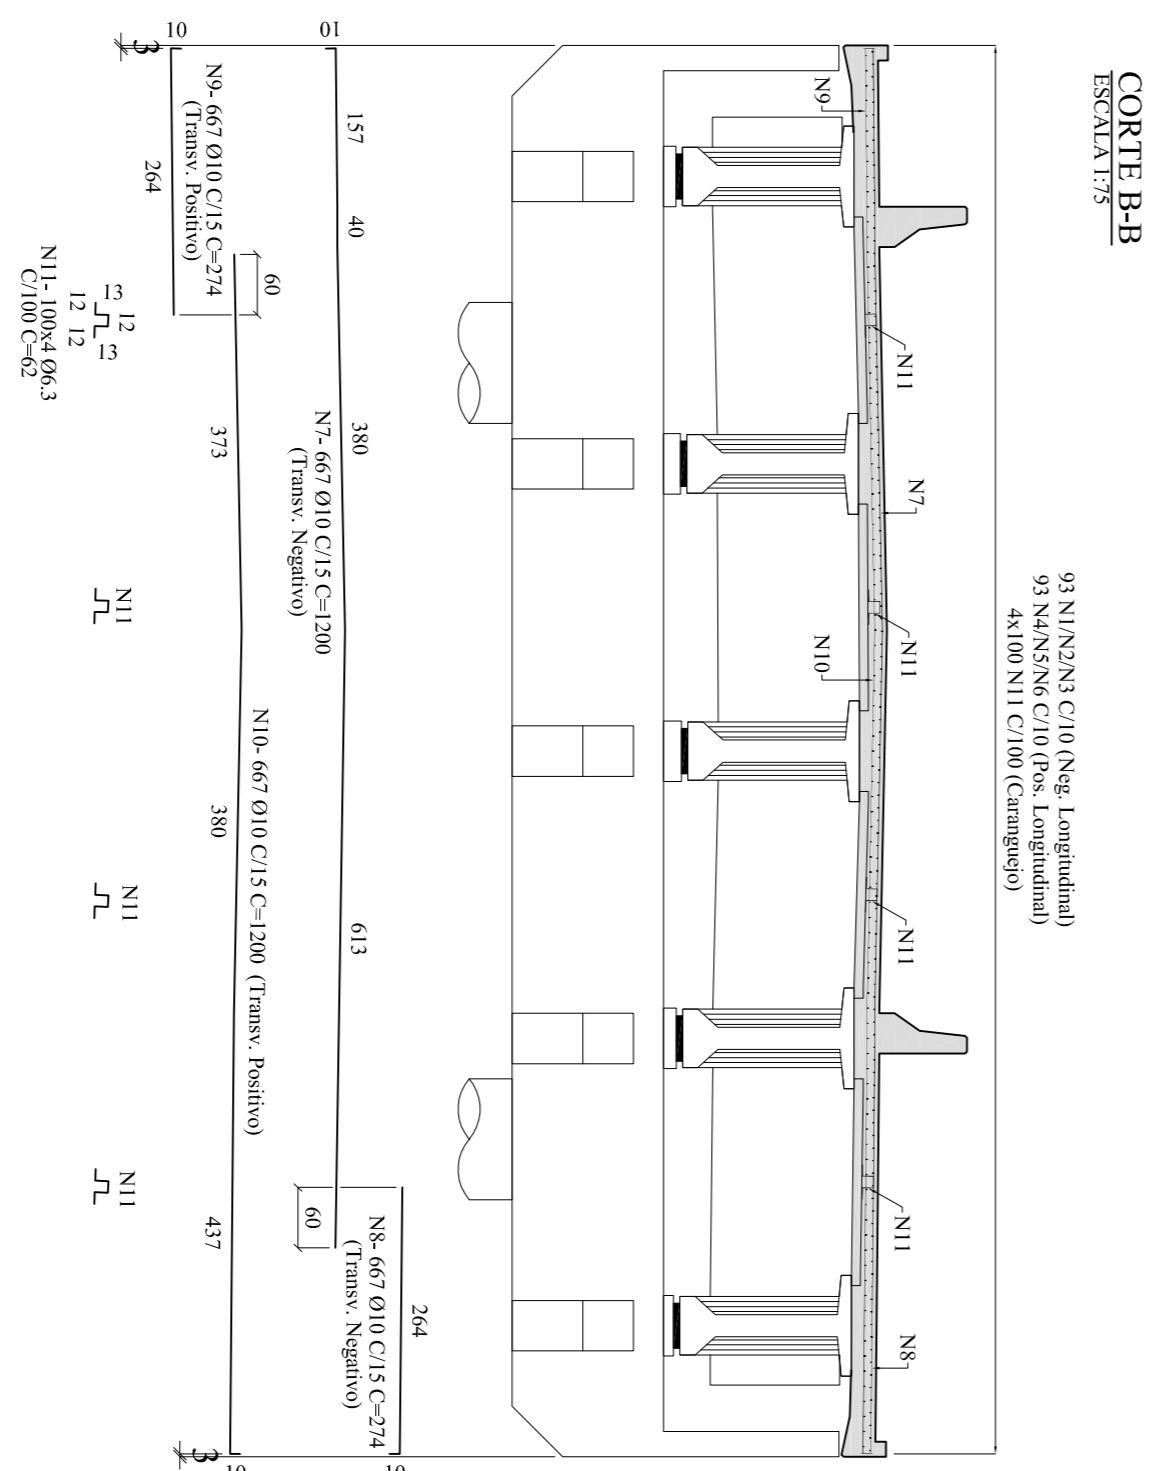 CORTE B-B
ESCALA 1:75
93 N1/N2/N3 C/10 (Neg. Longitudinal)
93 N4/N5/N6 C/10 (Pos. Longitudinal)
4x100 N11 C/100 (Caranguejo)
N9
N11
N7
N11
N10
N11
N11
N8
10
157
40
380
613
N7- 667 Ø10 C/15 C=1200
(Transv. Negativo)
60
264
N8- 667 Ø10 C/15 C=274
(Transv. Negativo)
10
3
10
N9- 667 Ø10 C/15 C=274
(Transv. Positivo)
264
60
373
N10- 667 Ø10 C/15 C=1200 (Transv. Positivo)
380
437
10
3
13
12
12
12
13
N11- 100x4 Ø6.3
C/100 C=62
N11
N11
N11